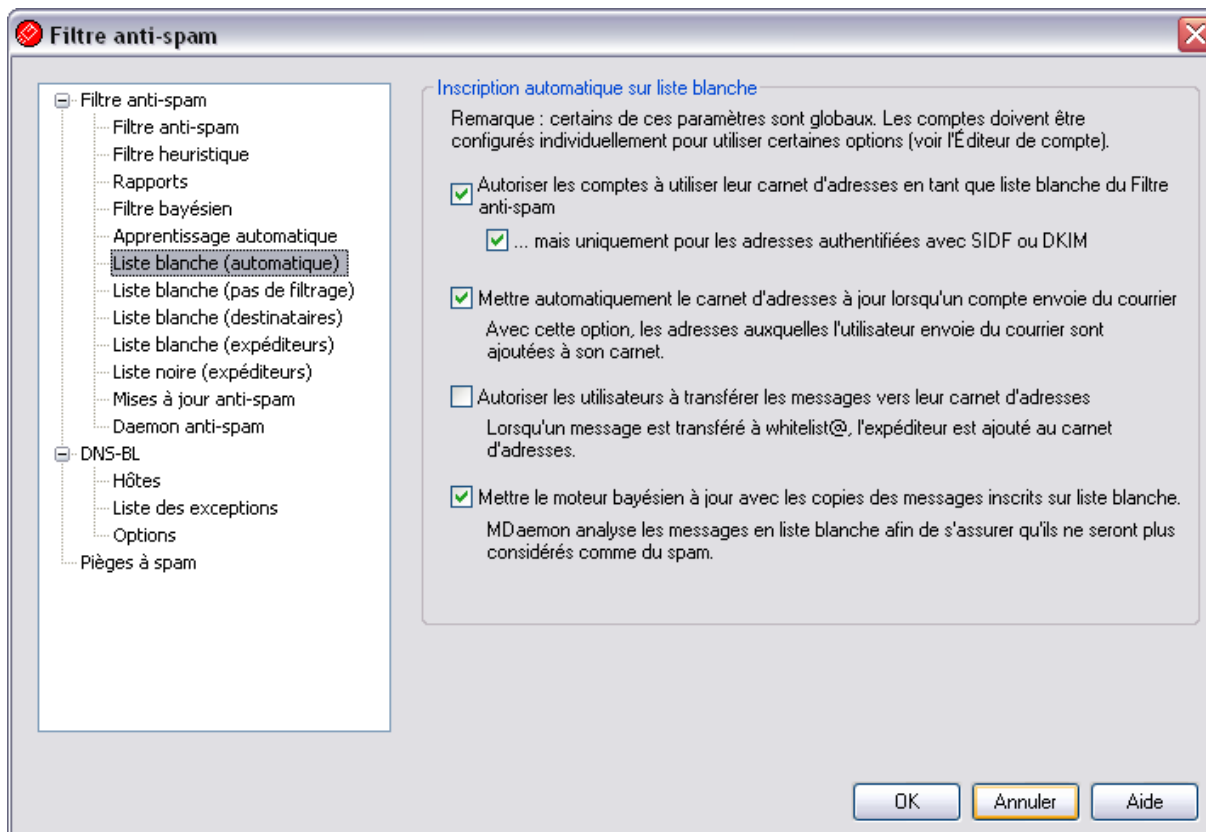 Filtre anti-spam
Filtre anti-spam
Filtre anti-spam
Filtre heuristique
Rapports
Filtre bayésien
Apprentissage automatique
Liste blanche (automatique)
Liste blanche (pas de filtrage)
Liste blanche (destinataires)
Liste blanche (expéditeurs)
Liste noire (expéditeurs)
Mises à jour anti-spam
Daemon anti-spam
DNS-BL
Hôtes
Liste des exceptions
Options
Pièges à spam
Inscription automatique sur liste blanche
Remarque : certains de ces paramètres sont globaux. Les comptes doivent être
configurés individuellement pour utiliser certaines options (voir l'Éditeur de compte).
Autoriser les comptes à utiliser leur carnet d'adresses en tant que liste blanche du Filtre
anti-spam
... mais uniquement pour les adresses authentifiées avec SIDF ou DKIM
Mettre automatiquement le carnet d'adresses à jour lorsqu'un compte envoie du courrier
Avec cette option, les adresses auxquelles l'utilisateur envoie du courrier sont
ajoutées à son carnet.
Autoriser les utilisateurs à transférer les messages vers leur carnet d'adresses
Lorsqu'un message est transféré à whitelist@, l'expéditeur est ajouté au carnet
d'adresses.
Mettre le moteur bayésien à jour avec les copies des messages inscrits sur liste blanche.
MDaemon analyse les messages en liste blanche afin de s'assurer qu'ils ne seront plus
considérés comme du spam.
OK
Annuler
Aide